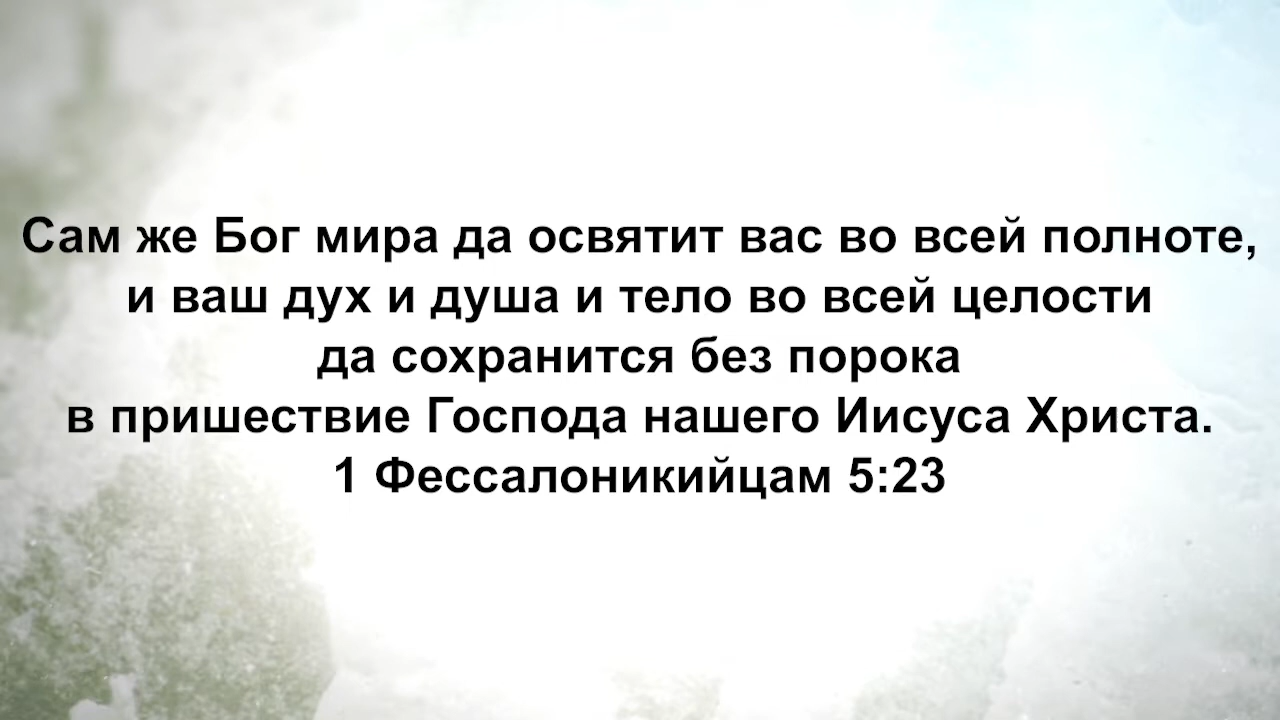 Сам же Бог мира да освятит вас во всей полноте,
и ваш дух и душа и тело во всей целости
да сохранится без порока
в пришествие Господа нашего Иисуса Христа.
1 Фессалоникийцам 5:23